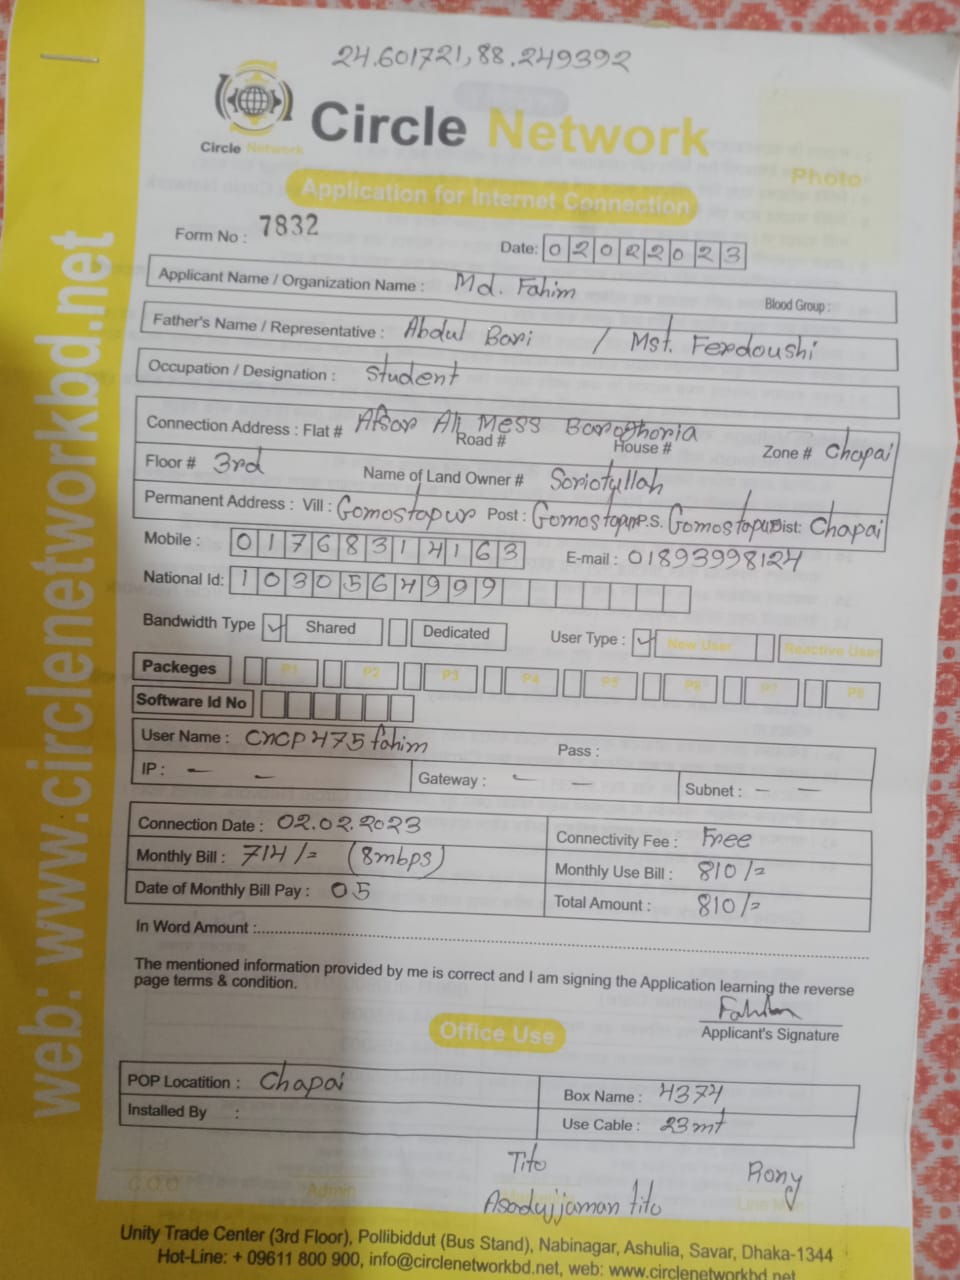 24.601721, 88.249392
Circle Network
Circle Network
Photo
Application for Internet Connection
Form No : 7832
Date: 02022023
Applicant Name / Organization Name : Md. Fahim Blood Group :
Father's Name / Representative : Abdul Bari / Mst. Ferdoushi
Occupation / Designation : Student
Connection Address : Flat # Afsar Ali Mess Baroghoria Road # House # Zone # Chapai
Floor # 3rd Name of Land Owner # Soriotullah
Permanent Address : Vill : Gomostapur Post : Gomostapur P.S. Gomostapur Dist: Chapai
Mobile : 01768314163 E-mail : 01893998124
National Id: 1030564999
Bandwidth Type Shared Dedicated User Type : New User Reactive User
Packeges P1 P2 P3 P4 P5 P6 P7 P8
Software Id No
User Name : CNCP475fahim Pass :
IP : - - Gateway : - - Subnet : - -
Connection Date : 02.02.2023 Connectivity Fee : Free
Monthly Bill : 714/= (8mbps) Monthly Use Bill : 810/=
Date of Monthly Bill Pay : 05 Total Amount : 810/=
In Word Amount :
The mentioned information provided by me is correct and I am signing the Application learning the reverse
page terms & condition.
Fahim
Applicant's Signature
Office Use
POP Locatition : Chapai Box Name : 4374
Installed By : Use Cable : 23mt
Tito Rony
Asadujjaman tito
C.O.O Admin Line Man
Unity Trade Center (3rd Floor), Pollibiddut (Bus Stand), Nabinagar, Ashulia, Savar, Dhaka-1344
Hot-Line: + 09611 800 900, info@circlenetworkbd.net, web: www.circlenetworkbd.net
web: www.circlenetworkbd.net